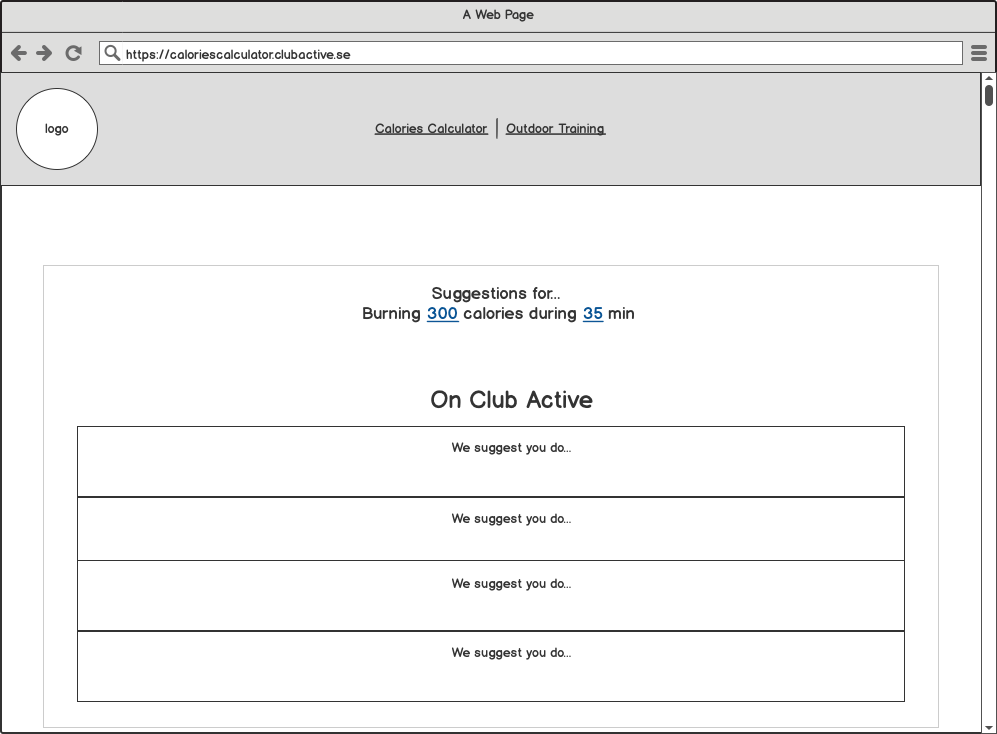 A Web Page
https://caloriescalculator.clubactive.se
logo
Calories Calculator | Outdoor Training
Suggestions for...
Burning 300 calories during 35 min
On Club Active
We suggest you do...
We suggest you do...
We suggest you do...
We suggest you do...